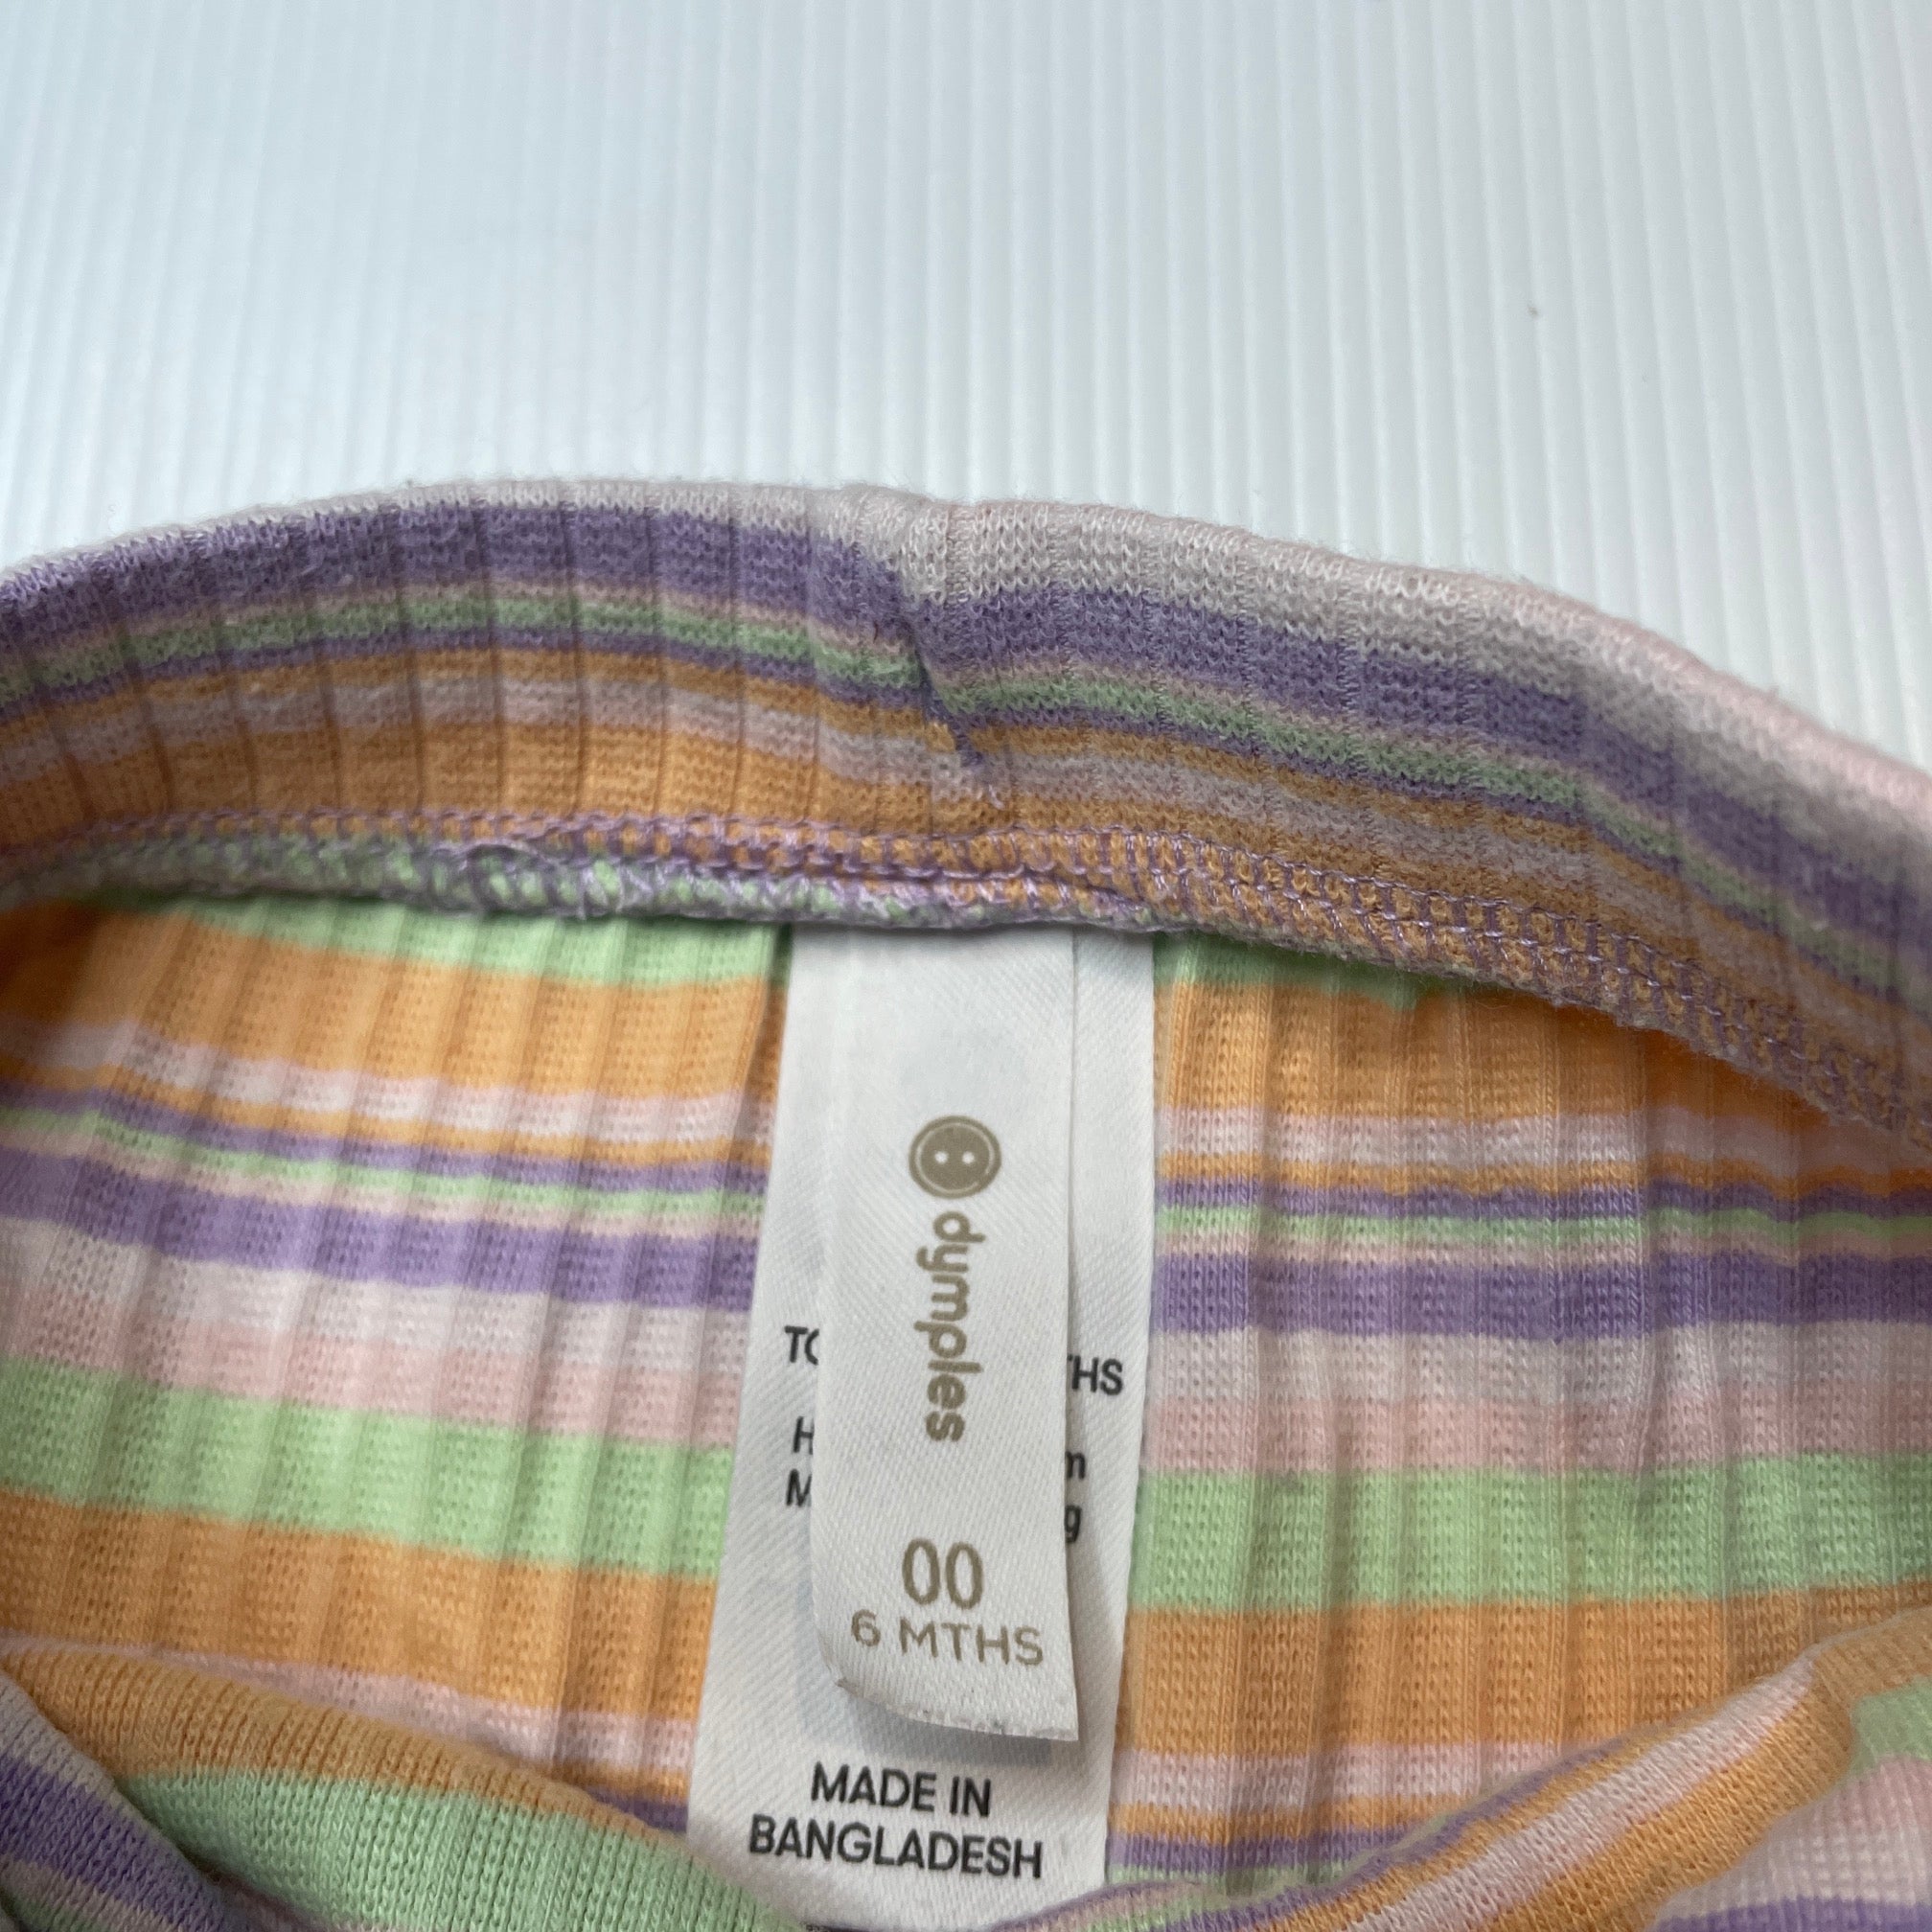 dymples
00
6 MTHS
MADE IN
BANGLADESH